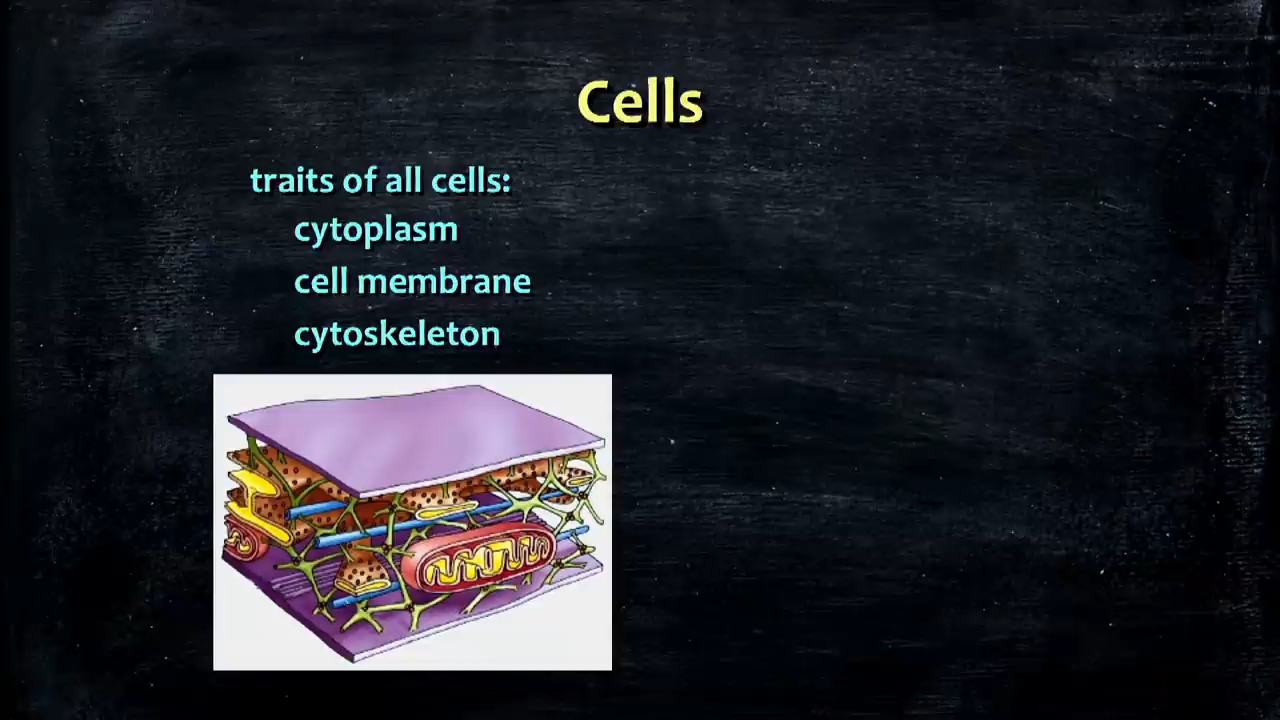 Cells
traits of all cells:
cytoplasm
cell membrane
cytoskeleton